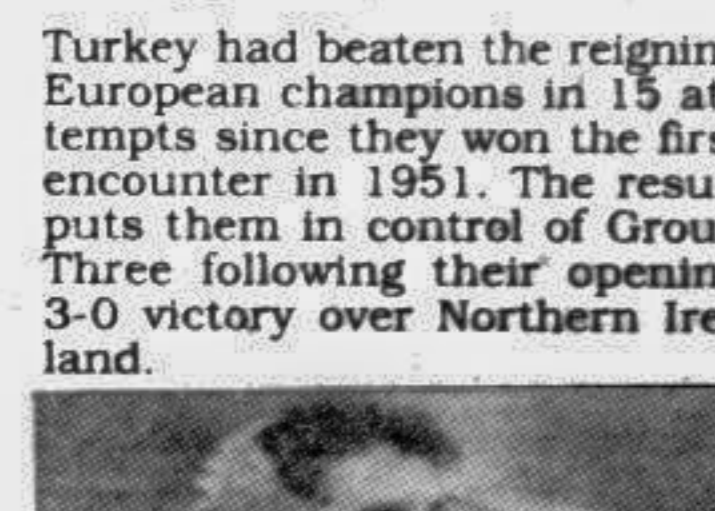 Turkey had beaten the reignin
European champions in 15 at
tempts since they won the firs
encounter in 1951. The resu
puts them in control of Grou
Three following their openin
3-0 victory over Northern Ire
land.